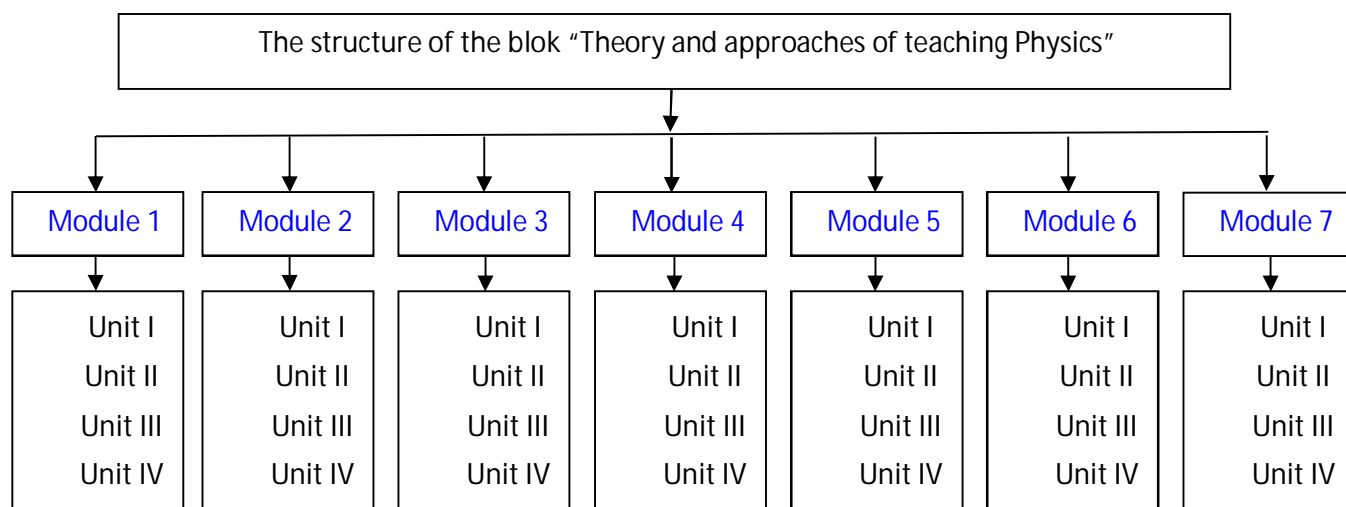 The structure of the blok “Theory and approaches of teaching Physics”
Module 1 Module 2 Module 3 Module 4 Module 5 Module 6 Module 7
Unit I Unit I Unit I Unit I Unit I Unit I Unit I
Unit II Unit II Unit II Unit II Unit II Unit II Unit II
Unit III Unit III Unit III Unit III Unit III Unit III Unit III
Unit IV Unit IV Unit IV Unit IV Unit IV Unit IV Unit IV